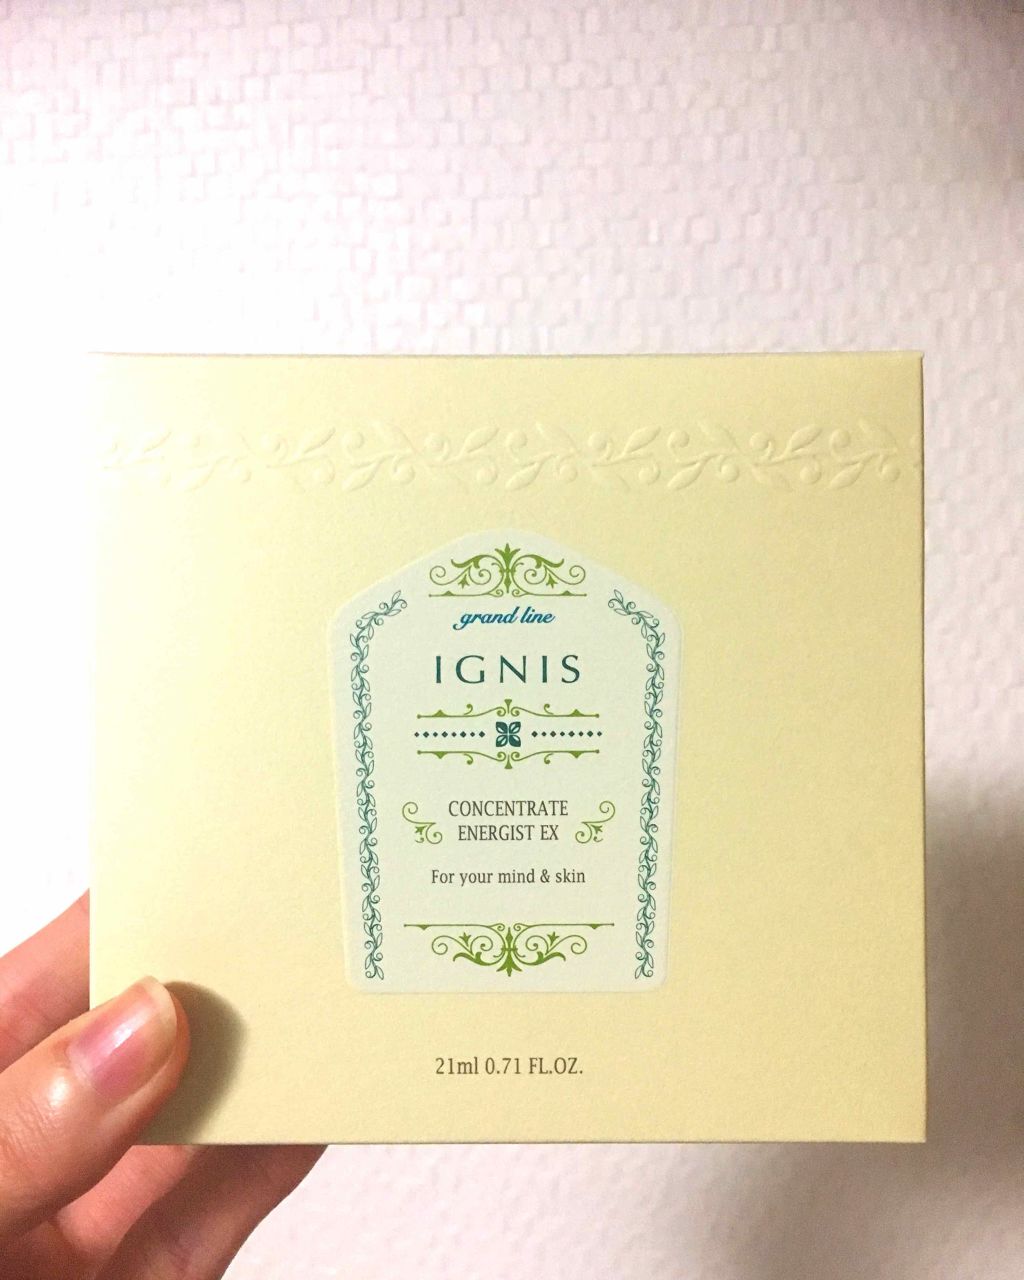 grand line
IGNIS
CONCENTRATE
ENERGIST EX
For your mind & skin
21ml 0.71 FL.OZ.